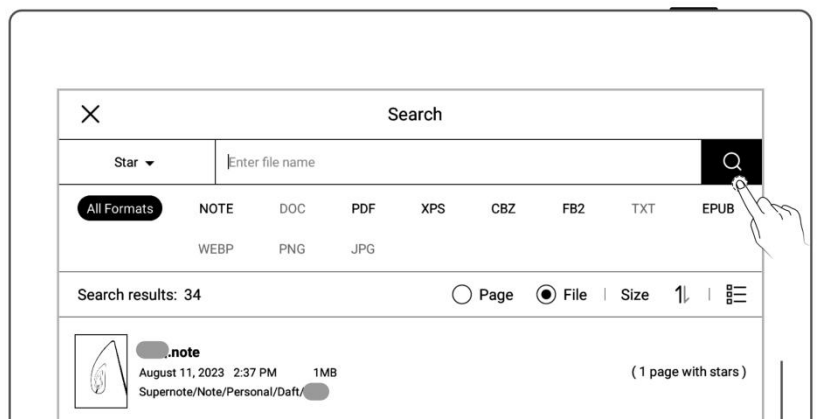 Search
Star Enter file name
All Formats NOTE DOC PDF XPS CBZ FB2 TXT EPUB
WEBP PNG JPG
Search results: 34 Page File Size
.note
August 11, 2023 2:37 PM 1MB (1 page with stars)
Supernote/Note/Personal/Daft/